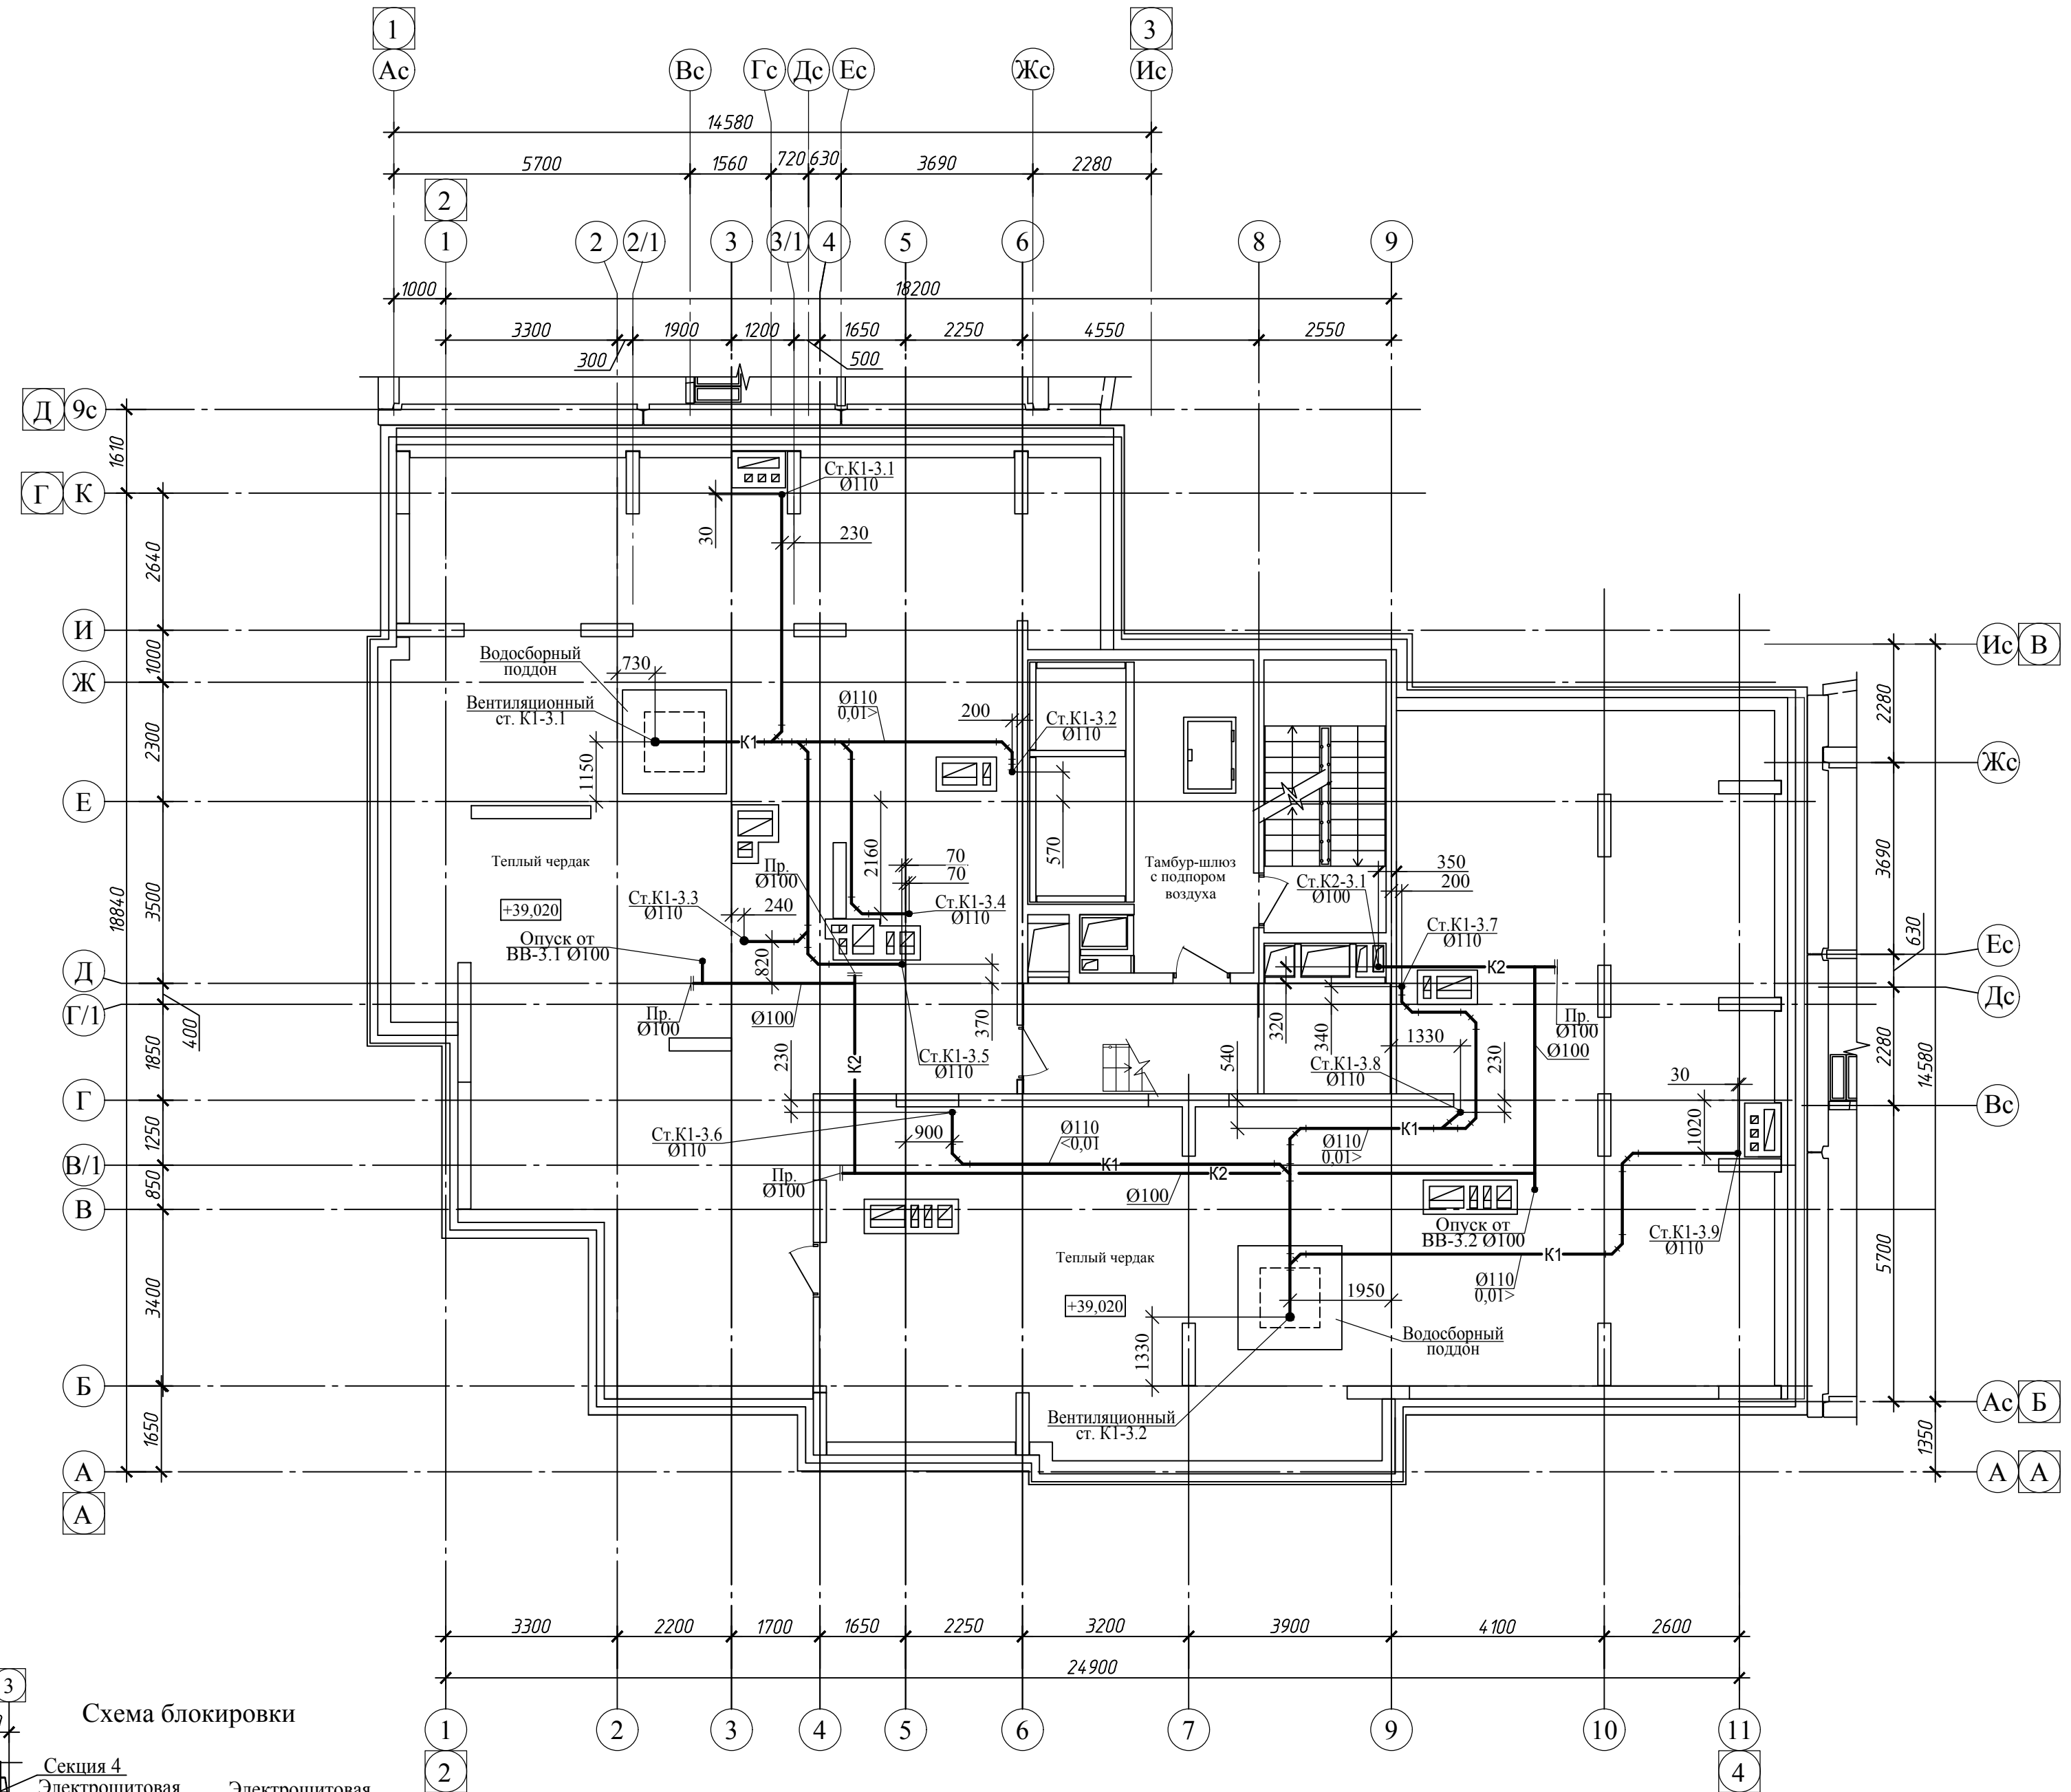 1
3
Ас
Вс
Гс
Дс
Ес
Жс
Ис
14580
5700
1560
720
630
3690
2280
2
1
2
2/1
3
3/1
4
5
6
8
9
1000
18200
3300
1900
1200
1650
2250
4550
2550
300
500
Д
9с
1610
Г
К
Ст.К1-3.1
Ø110
30
230
2640
И
Ис
В
Водосборный
поддон
730
1000
Ж
Вентиляционный
ст. К1-3.1
Ø110
0,01>
200
Ст.К1-3.2
Ø110
2280
К1
2300
1150
Жс
Е
2160
570
Теплый чердак
Пр.
Ø100
70
70
Тамбур-шлюз
с подпором
воздуха
350
200
Ст.К2-3.1
Ø100
3690
18840
3500
+39,020
Ст.К1-3.3
Ø110
240
Ст.К1-3.4
Ø110
Ст.К1-3.7
Ø110
630
Опуск от
ВВ-3.1 Ø100
820
К2
Ес
Д
Г/1
400
Пр.
Ø100
Ø100
370
320
340
1330
Пр.
Ø100
Ø100
Дс
1850
230
К2
Ст.К1-3.5
Ø110
540
Ст.К1-3.8
Ø110
230
2280
14580
30
Г
Вс
1250
Ст.К1-3.6
Ø110
900
Ø110
<0,01
Ø110
0,01>
К1
1020
В/1
К1
К2
850
Пр.
Ø100
Ø100
В
Опуск от
ВВ-3.2 Ø100
Ст.К1-3.9
Ø110
Теплый чердак
К1
5700
3400
+39,020
1950
Ø110
0,01>
1330
Водосборный
поддон
Б
Ас
Б
1650
Вентиляционный
ст. К1-3.2
1350
А
А
А
А
3300
2200
1700
1650
2250
3200
3900
4100
2600
24900
3
Схема блокировки
1
2
3
4
5
6
7
9
10
11
2
4
Секция 4
Электрощитовая
Электрощитовая